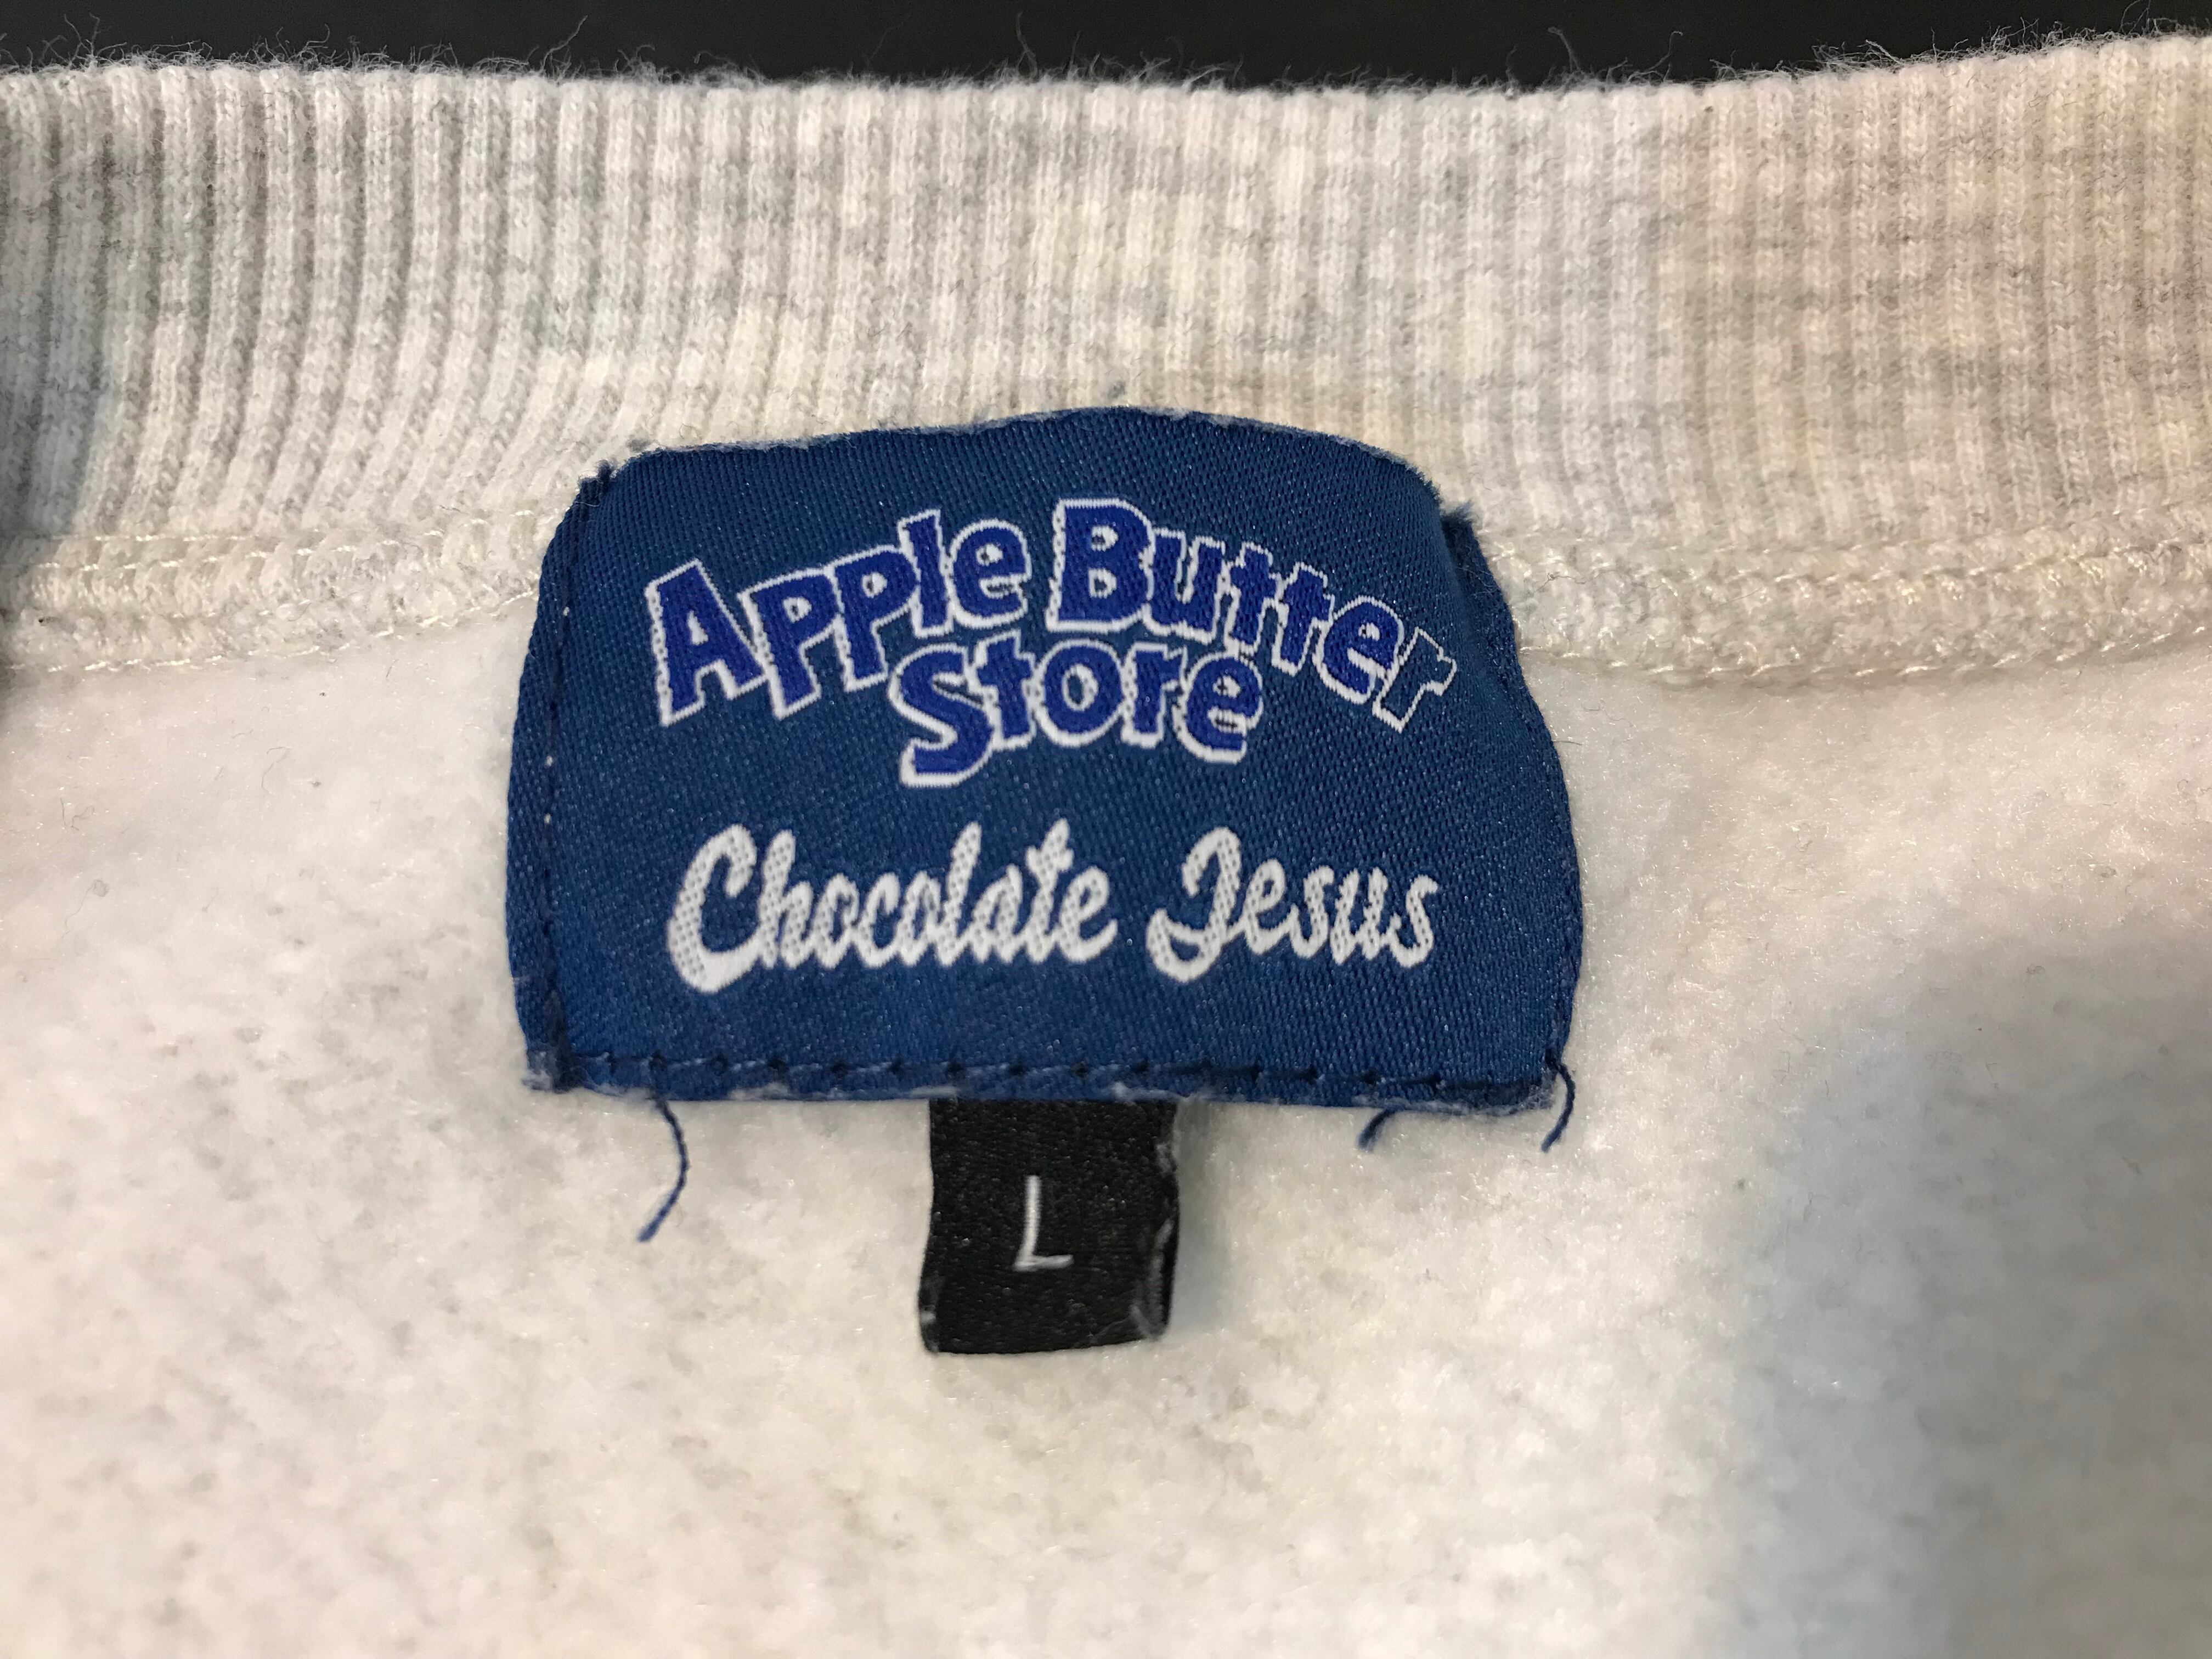 Apple Butter
Store
Chocolate Jesus
L